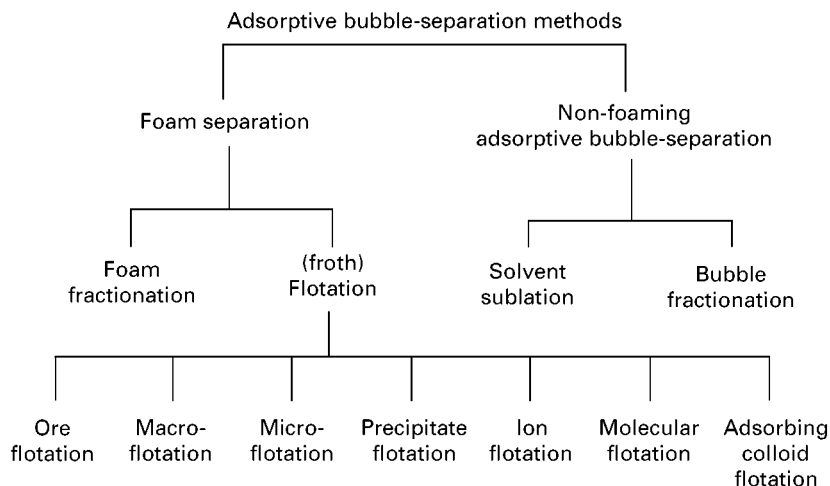 Adsorptive bubble-separation methods
Foam separation
Non-foaming
adsorptive bubble-separation
Foam
fractionation
(froth)
Flotation
Solvent
sublation
Bubble
fractionation
Ore
flotation
Macro-
flotation
Micro-
flotation
Precipitate
flotation
Ion
flotation
Molecular
flotation
Adsorbing
colloid
flotation